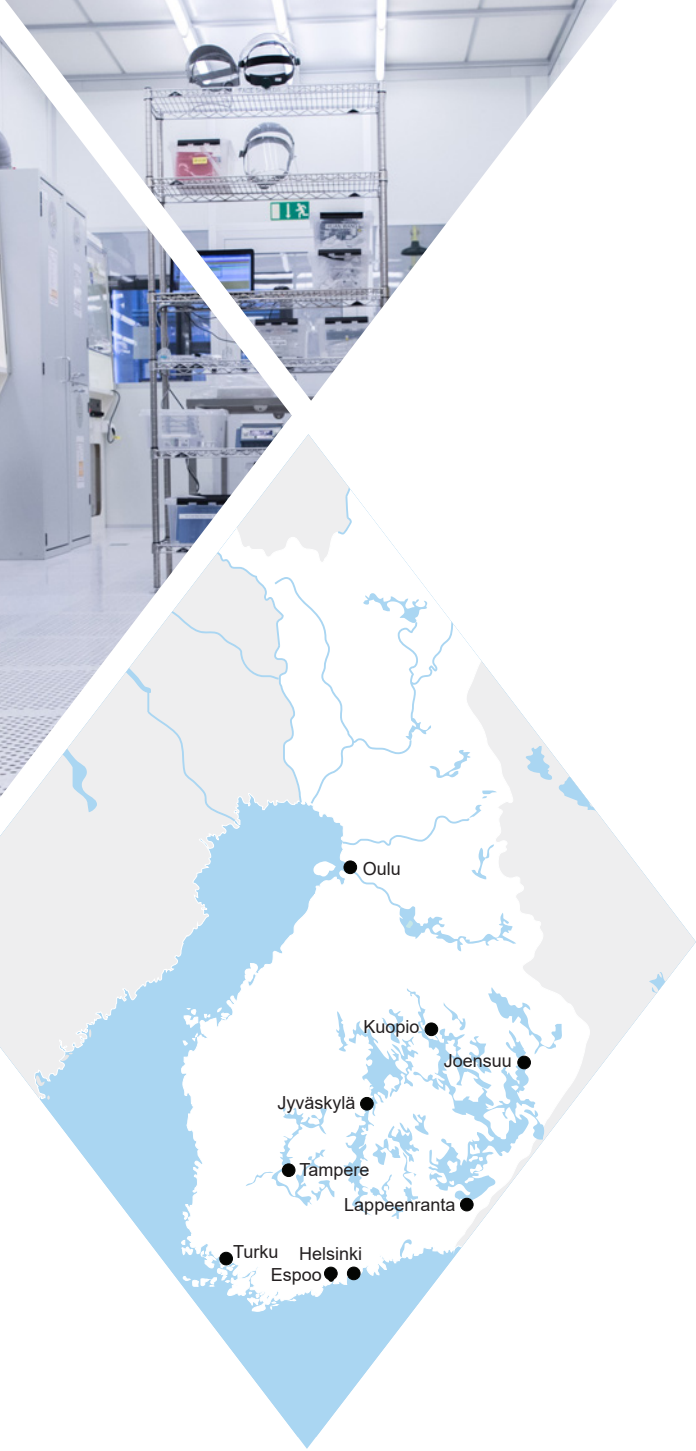 Oulu
Kuopio
Joensuu
Jyväskylä
Tampere
Lappeenranta
Turku
Helsinki
Espoo